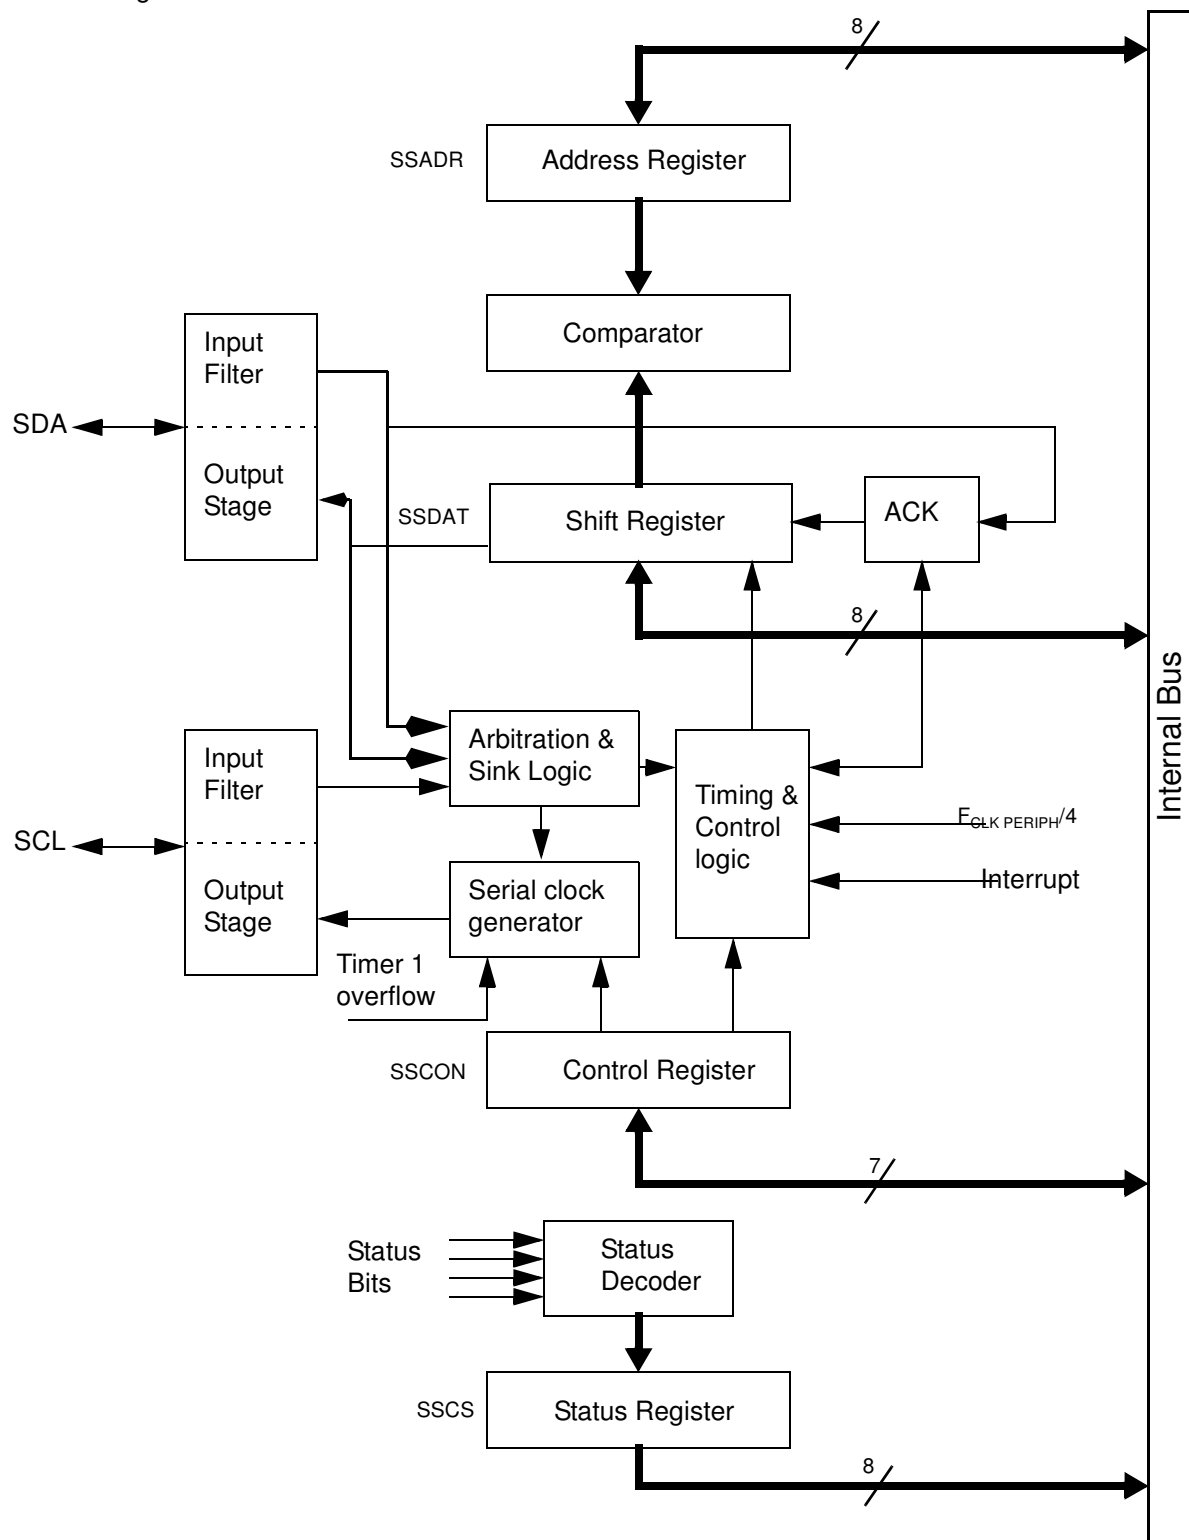 8
SSADR
Address Register
Comparator
Input
Filter
SDA
Output
Stage
SSDAT
Shift Register
ACK
8
Internal Bus
Arbitration &
Sink Logic
Input
Filter
Timing &
Control
logic
FCLK PERIPH/4
SCL
Interrupt
Output
Stage
Serial clock
generator
Timer 1
overflow
SSCON
Control Register
7
Status
Bits
Status
Decoder
SSCS
Status Register
8